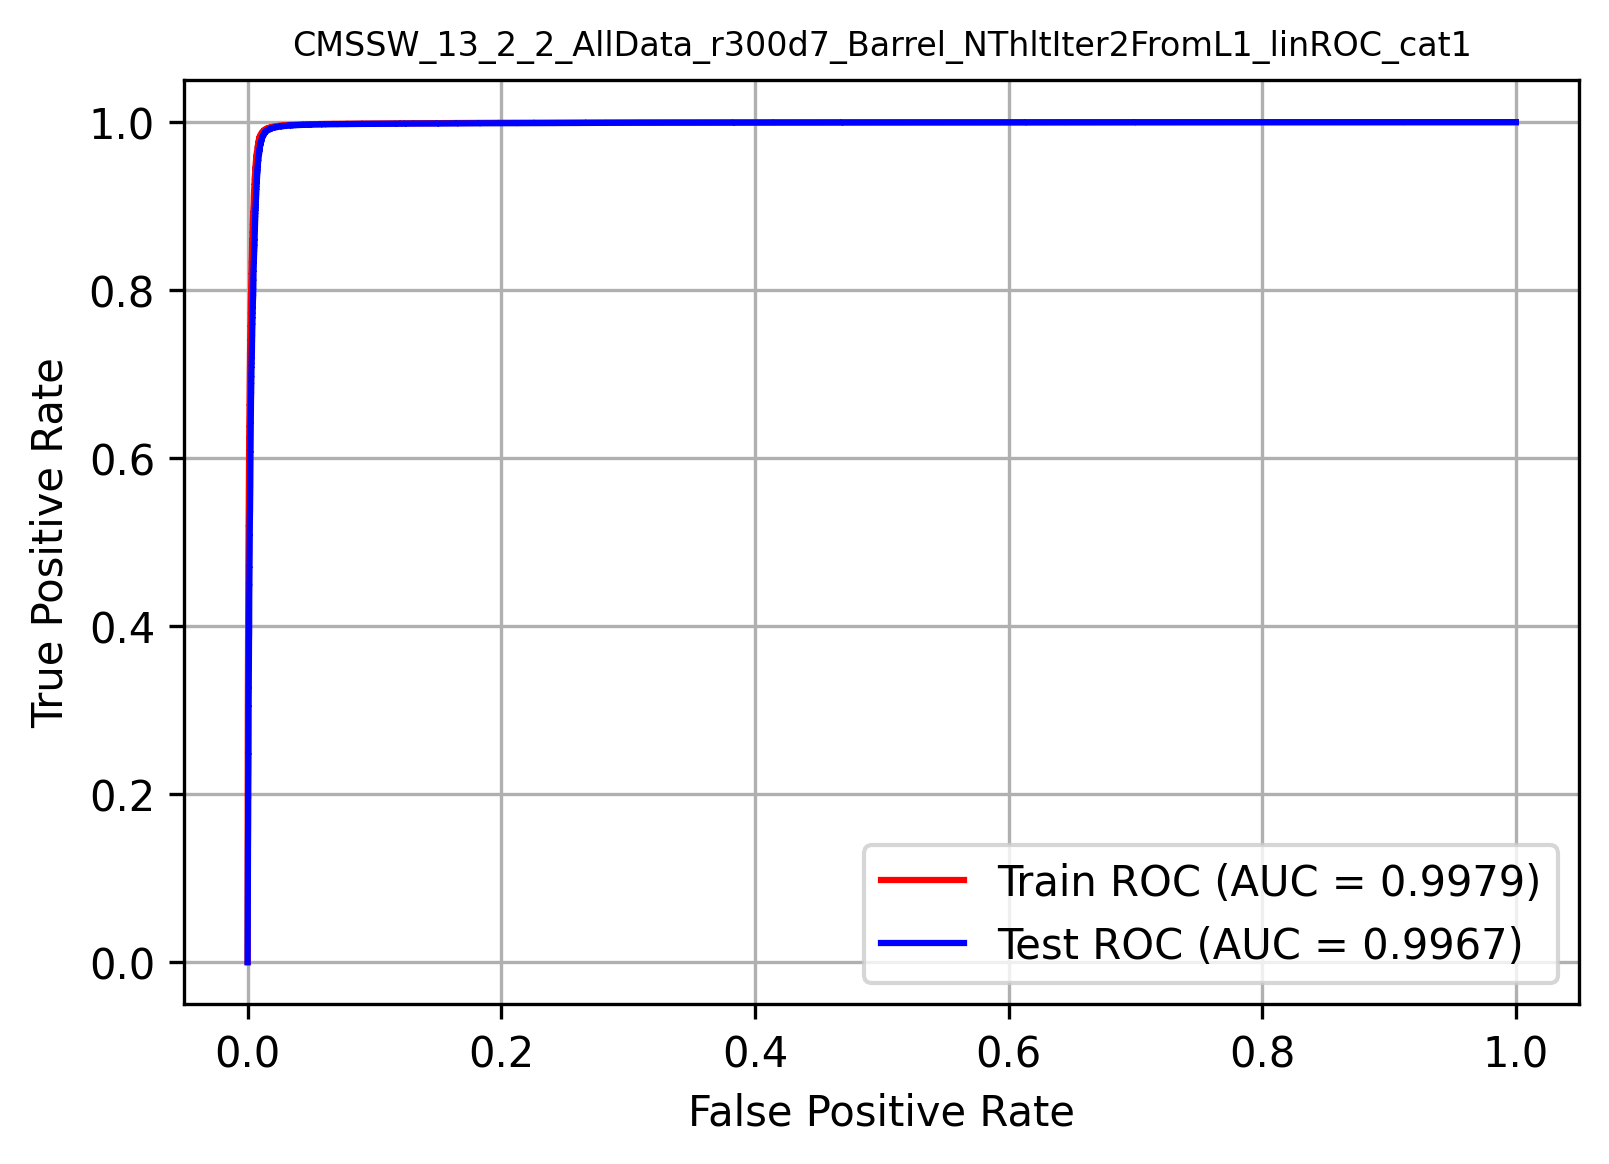 CMSSW_13_2_2_AllData_r300d7_Barrel_NThltIter2FromL1_linROC_cat1
1.0
0.8
0.6
0.4
0.2
0.0
True Positive Rate
Train ROC (AUC = 0.9979)
Test ROC (AUC = 0.9967)
0.0 0.2 0.4 0.6 0.8 1.0
False Positive Rate